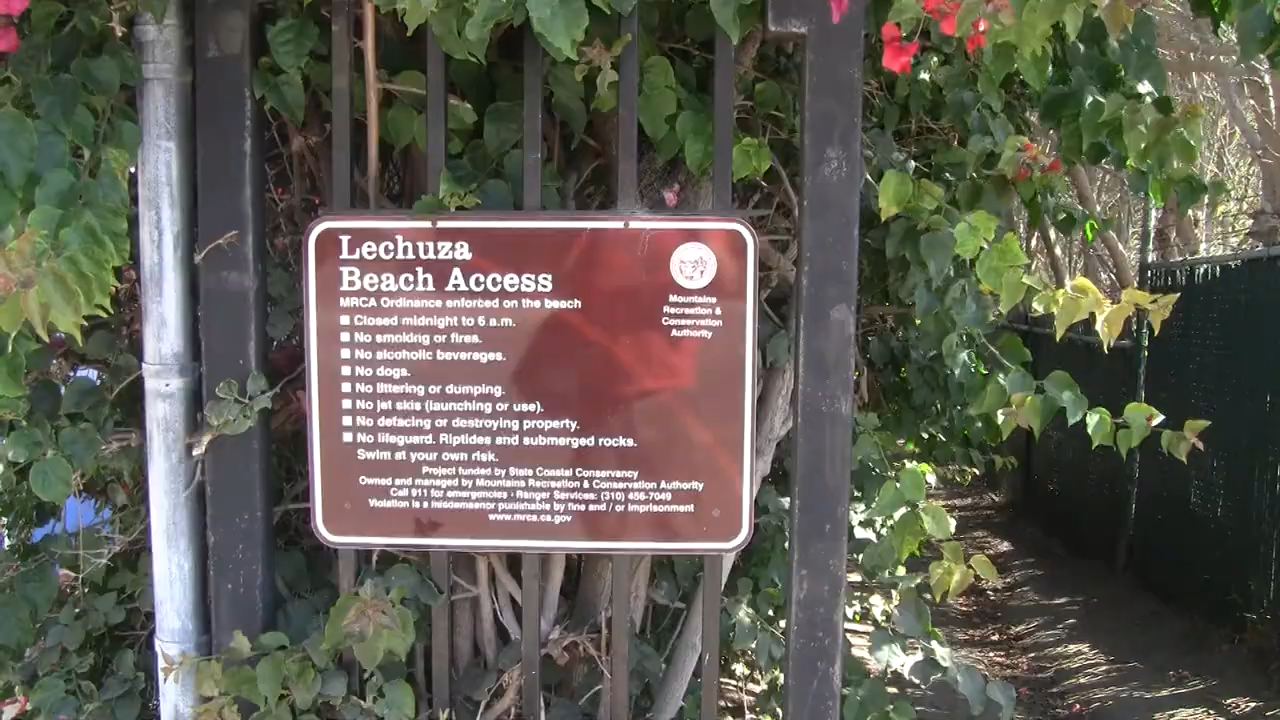 Lechuza
Beach Access
MRCA Ordinance enforced on the beach
Closed midnight to 6 a.m.
No smoking or fires.
No alcoholic beverages.
No dogs.
No littering or dumping.
No jet skis (launching or use).
No defacing or destroying property.
No lifeguard. Riptides and submerged rocks.
Swim at your own risk.
Mountains
Recreation &
Conservation
Authority
Project funded by State Coastal Conservancy
Owned and managed by Mountains Recreation & Conservation Authority
Call 911 for emergencies · Ranger Services: (310) 456-7049
Violation is a misdemeanor punishable by fine and / or imprisonment
www.mrca.ca.gov